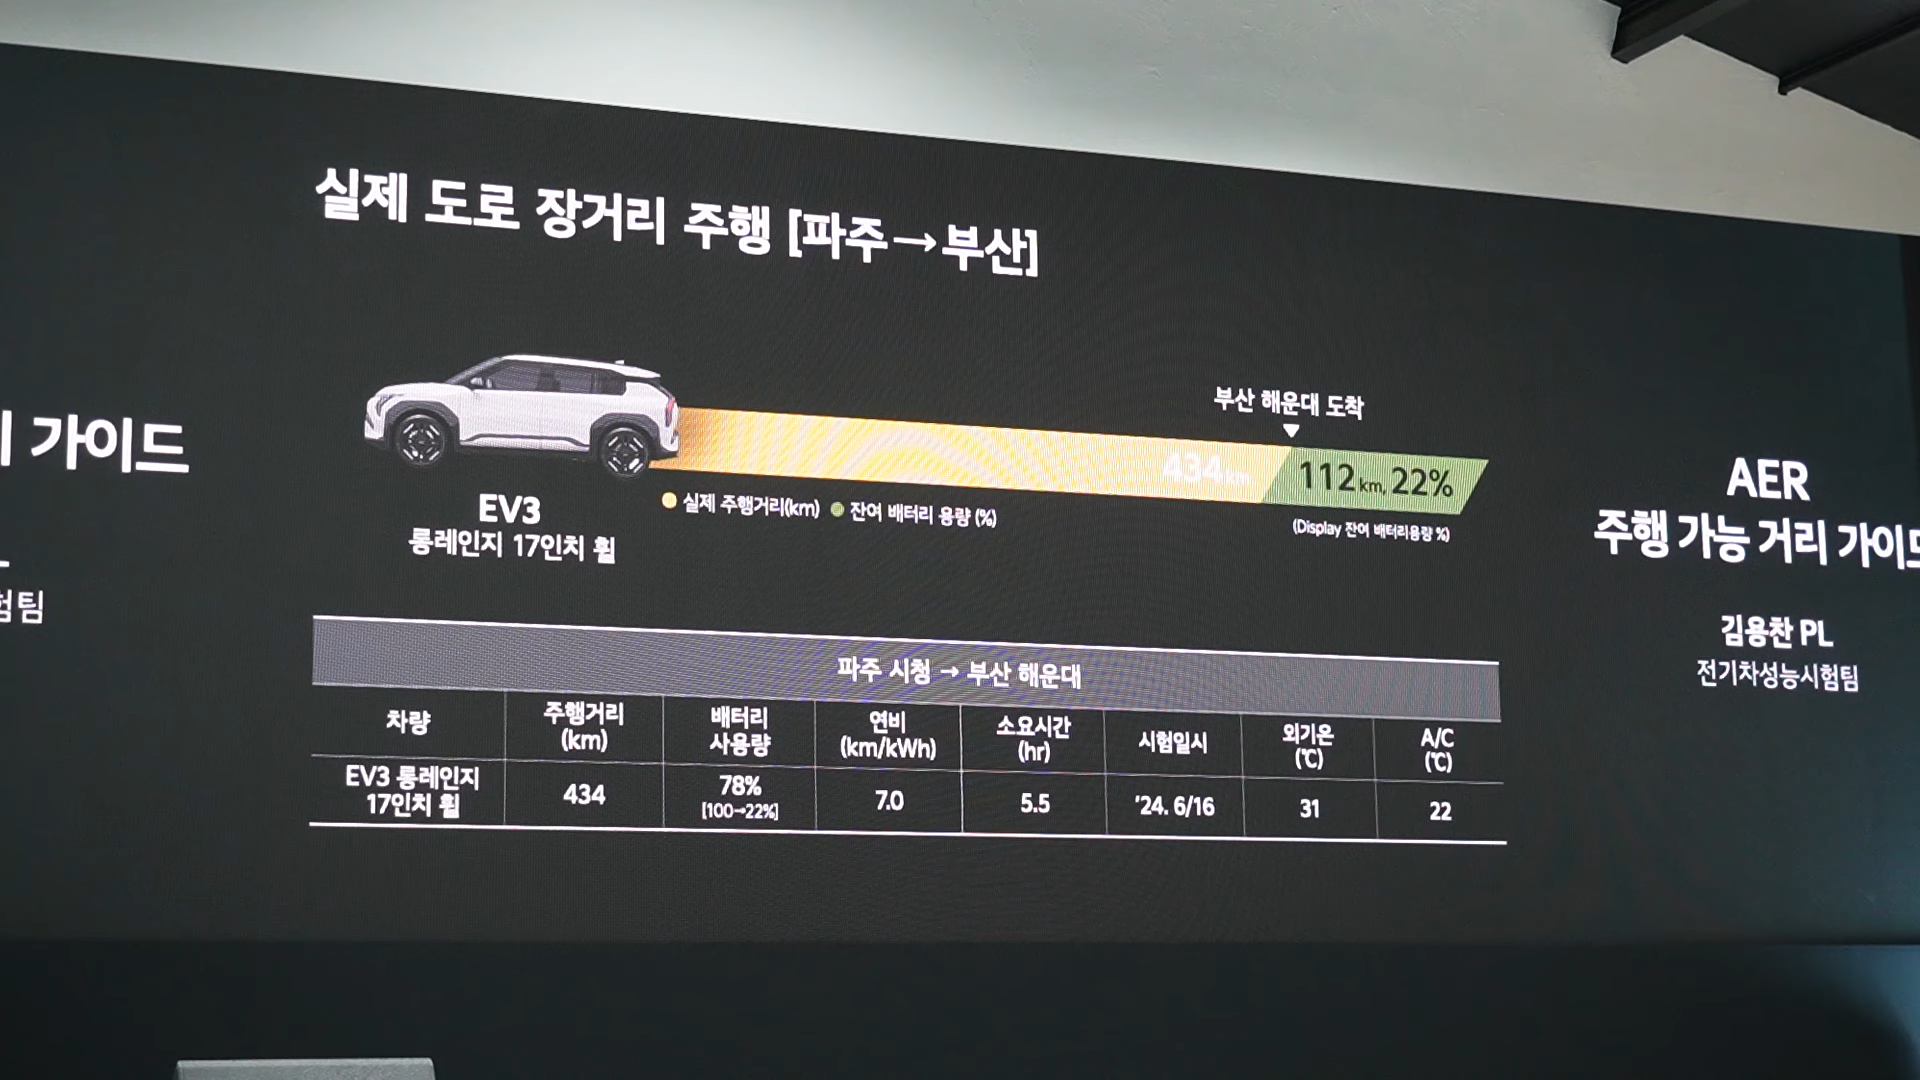 실제 도로 장거리 주행 [파주→부산]
가이드
험팀
부산 해운대 도착
434km
112km, 22%
EV3
롱레인지 17인치 휠
실제 주행거리(km) 잔여 배터리 용량 (%)
(Display 잔여 배터리용량 %)
AER
주행 가능 거리 가이드
김용찬 PL
전기차성능시험팀
파주 시청 → 부산 해운대
차량 주행거리 (km) 배터리 사용량 연비 (km/kWh) 소요시간 (hr) 시험일시 외기온 (℃) A/C (℃)
EV3 롱레인지 17인치 휠 434 78% [100→22%] 7.0 5.5 '24. 6/16 31 22